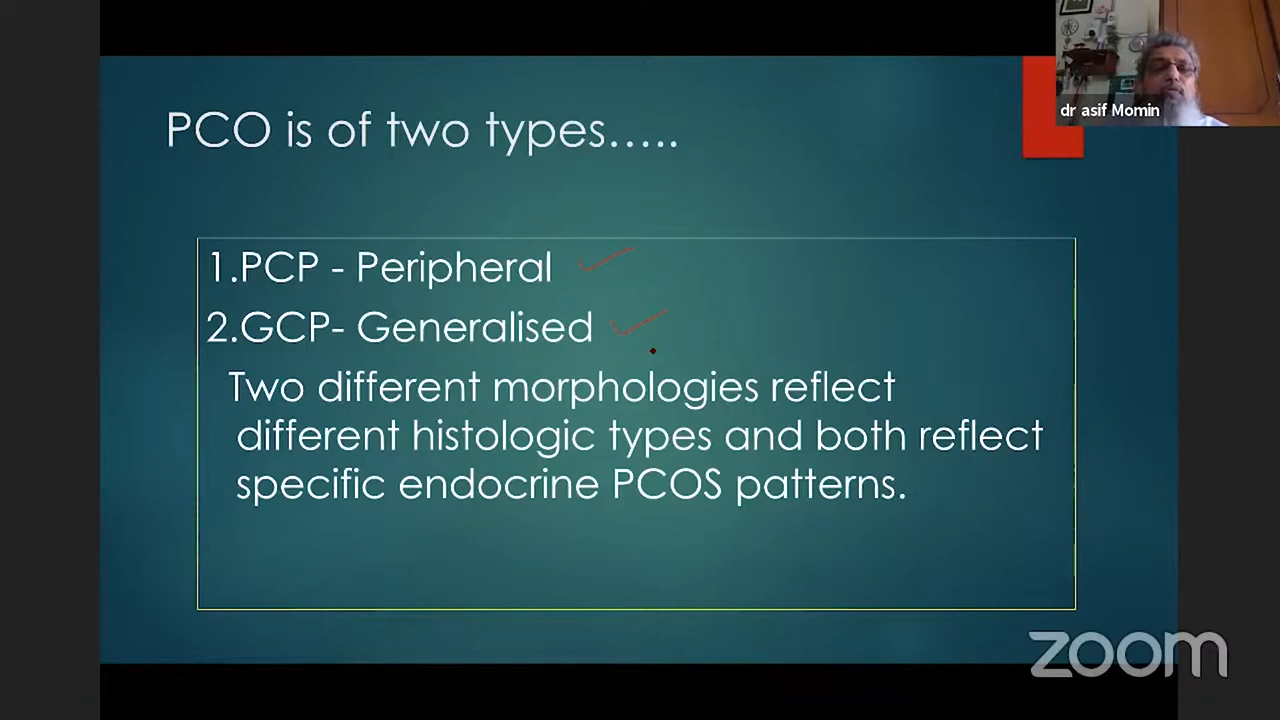 dr asif Momin
PCO is of two types.....
1.PCP - Peripheral
2.GCP- Generalised
Two different morphologies reflect
different histologic types and both reflect
specific endocrine PCOS patterns.
zoom